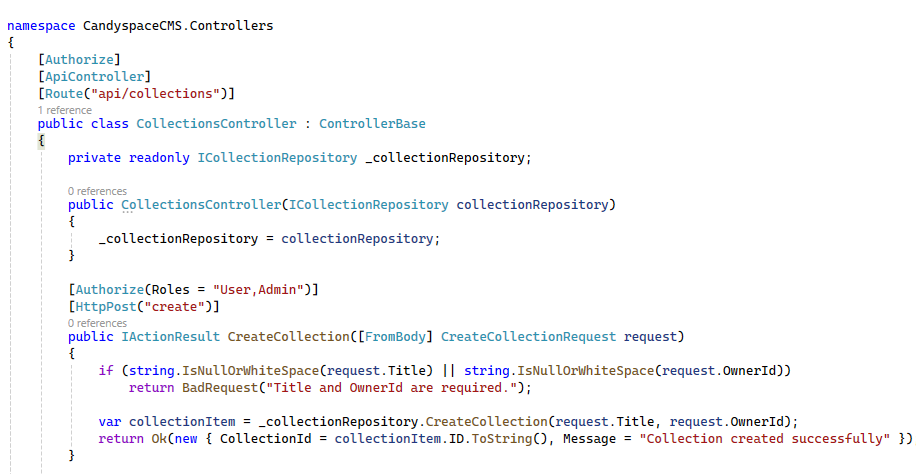 namespace CandyspaceCMS.Controllers
{
[Authorize]
[ApiController]
[Route("api/collections")]
1 reference
public class CollectionsController : ControllerBase
{
private readonly ICollectionRepository _collectionRepository;
0 references
public CollectionsController(ICollectionRepository collectionRepository)
{
_collectionRepository = collectionRepository;
}
[Authorize(Roles = "User,Admin")]
[HttpPost("create")]
0 references
public IActionResult CreateCollection([FromBody] CreateCollectionRequest request)
{
if (string.IsNullOrWhiteSpace(request.Title) || string.IsNullOrWhiteSpace(request.OwnerId))
return BadRequest("Title and OwnerId are required.");
var collectionItem = _collectionRepository.CreateCollection(request.Title, request.OwnerId);
return Ok(new { CollectionId = collectionItem.ID.ToString(), Message = "Collection created successfully" })
}